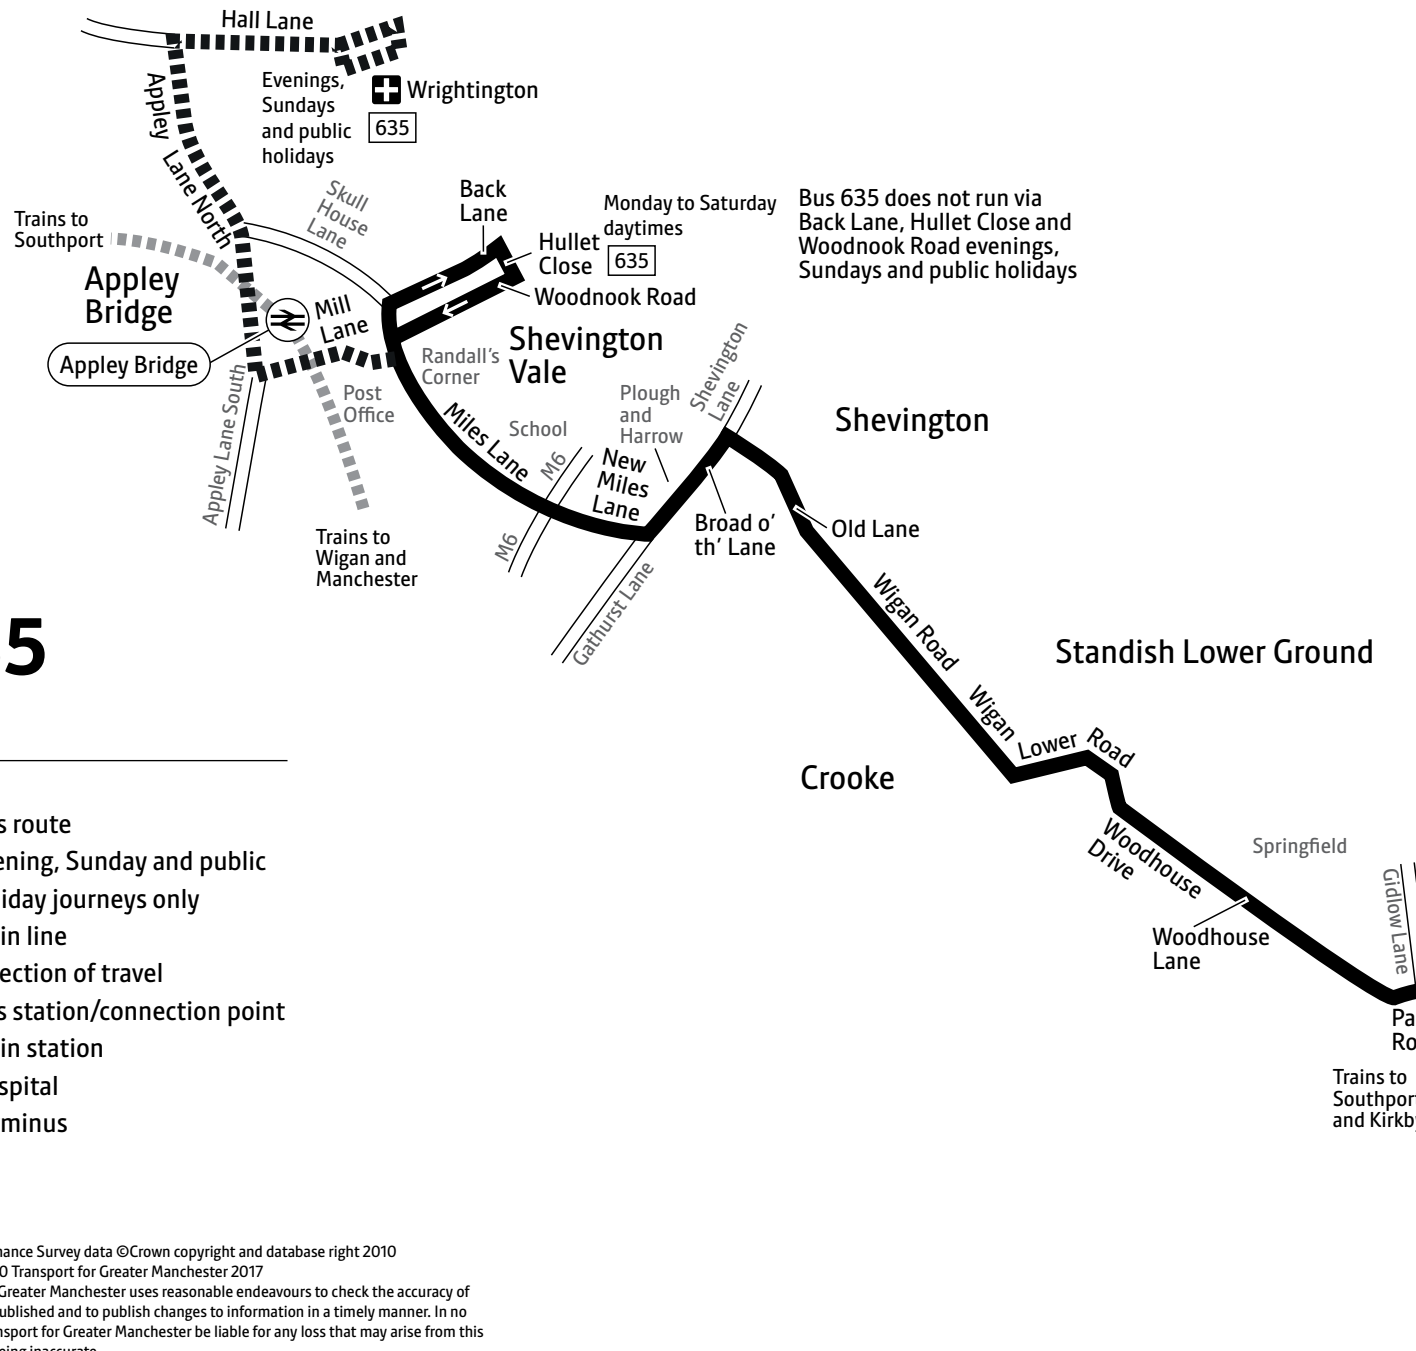 Hall Lane
Appley
Lane North
Evenings,
Sundays
and public
holidays
Wrightington
635
Skull
House
Lane
Trains to
Southport
Appley
Bridge
Appley Bridge
Mill
Lane
Back
Lane
Hullet
Close
Monday to Saturday
daytimes
635
Woodnook Road
Bus 635 does not run via
Back Lane, Hullet Close and
Woodnook Road evenings,
Sundays and public holidays
Shevington
Vale
Randall's
Corner
Post
Office
Appley Lane South
Trains to
Wigan and
Manchester
Miles Lane
School
M6
M6
New
Miles
Lane
Plough
and
Harrow
Shevington
Lane
Gathurst Lane
Broad o’
th’ Lane
Shevington
Old Lane
Wigan Road
Standish Lower Ground
Wigan
Lower
Road
Crooke
Woodhouse
Drive
Springfield
Woodhouse
Lane
Gidlow Lane
Pa
Ro
Trains to
Southpor
and Kirkb
5
s route
ening, Sunday and public
iday journeys only
in line
ection of travel
s station/connection point
in station
spital
minus
nance Survey data ©Crown copyright and database right 2010
0 Transport for Greater Manchester 2017
Greater Manchester uses reasonable endeavours to check the accuracy of
ublished and to publish changes to information in a timely manner. In no
nsport for Greater Manchester be liable for any loss that may arise from this
eing inaccurate